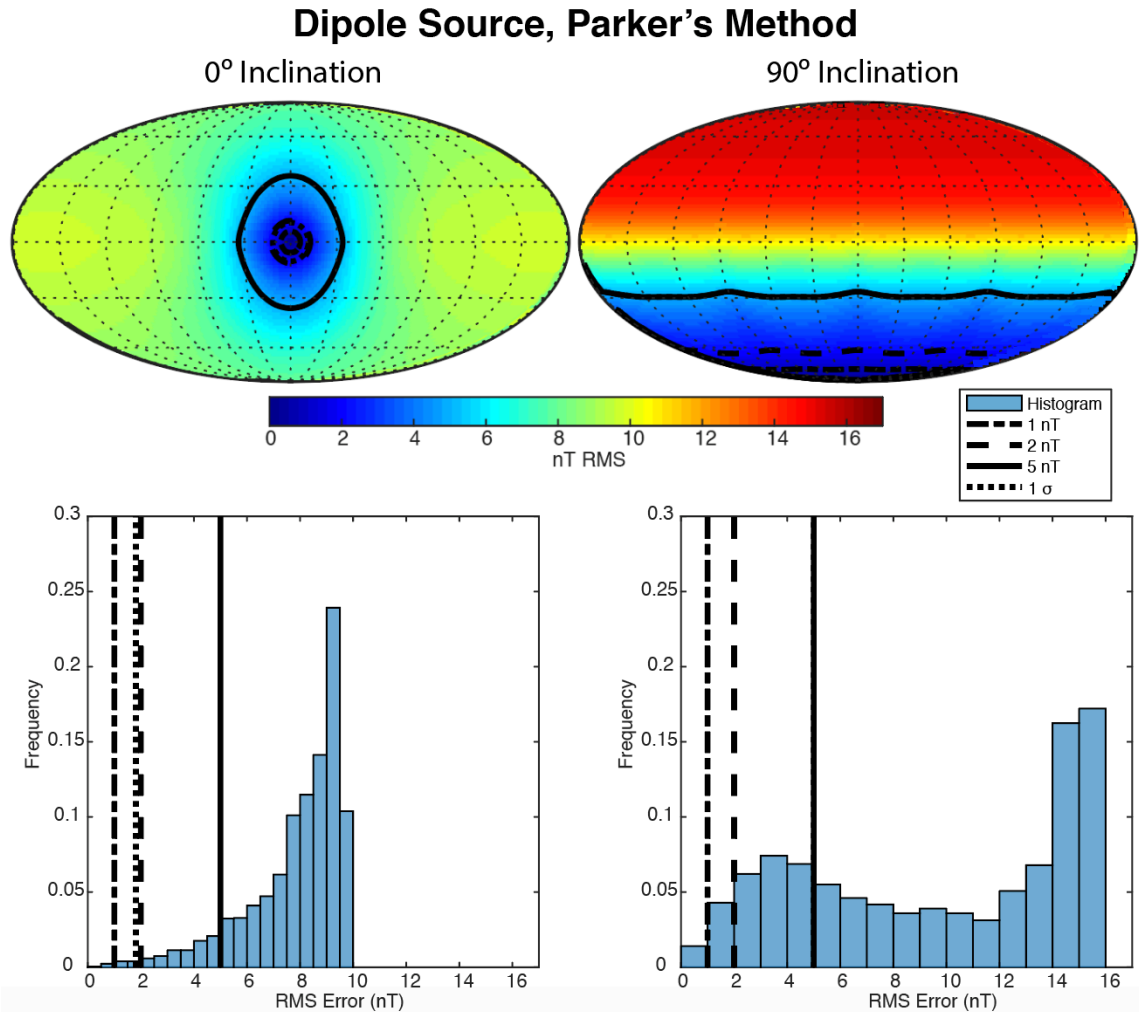 Dipole Source, Parker's Method
0º Inclination
90º Inclination
0 2 4 6 8 10 12 14 16
nT RMS
Histogram
1 nT
2 nT
5 nT
1 σ
0.3
0.25
0.2
0.15
0.1
0.05
0
Frequency
0 2 4 6 8 10 12 14 16
RMS Error (nT)
0.3
0.25
0.2
0.15
0.1
0.05
0
Frequency
0 2 4 6 8 10 12 14 16
RMS Error (nT)